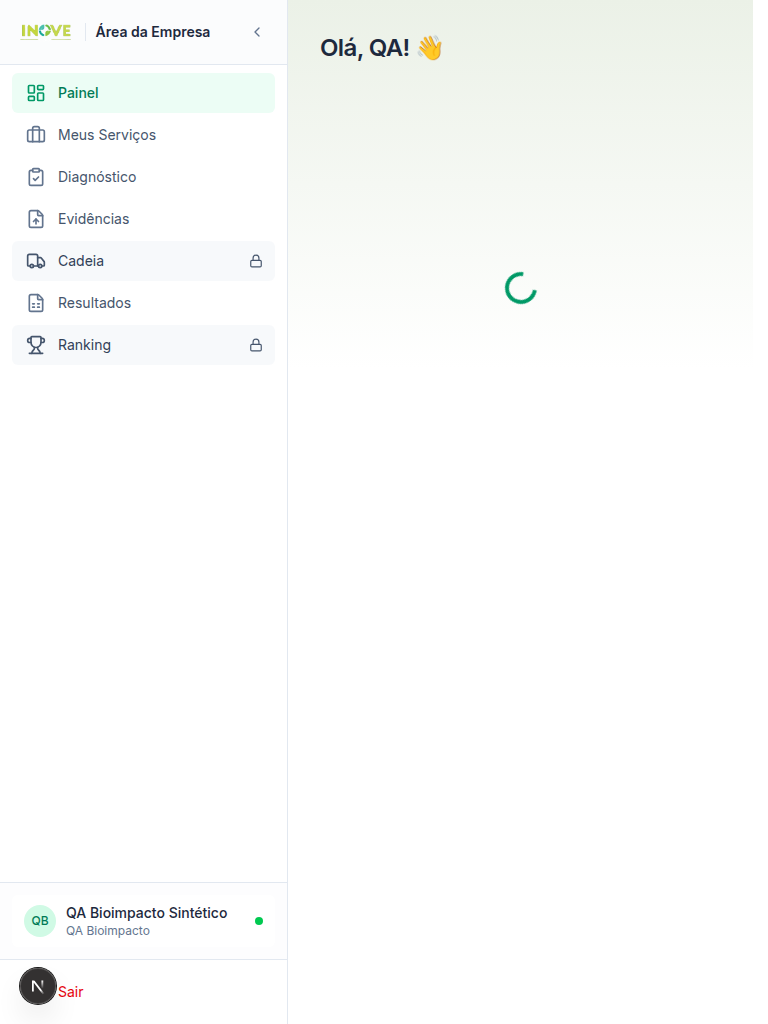 INOVE
Área da Empresa
Painel
Meus Serviços
Diagnóstico
Evidências
Cadeia
Resultados
Ranking
Olá, QA! 👋
QB
QA Bioimpacto Sintético
QA Bioimpacto
N
Sair